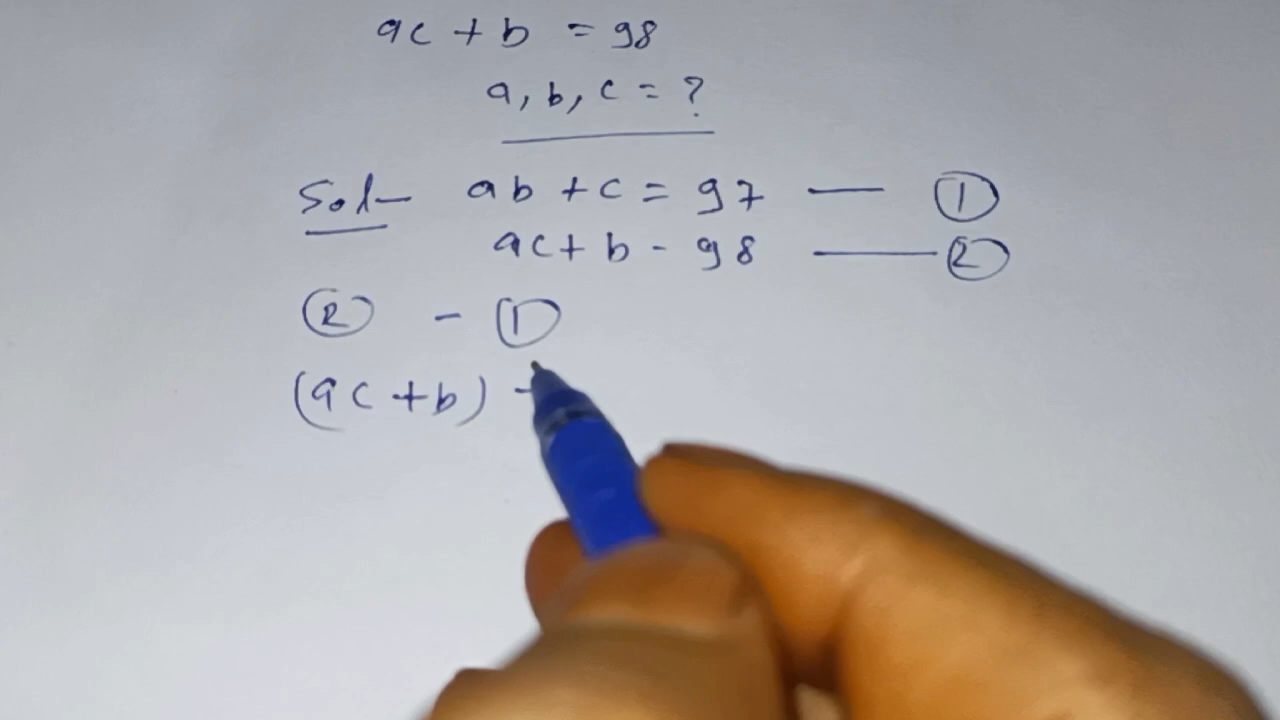 ac + b = 98
a, b, c = ?
Sol- ab + c = 97 — ①
ac + b - 98 — ②
② - ①
(ac + b) -